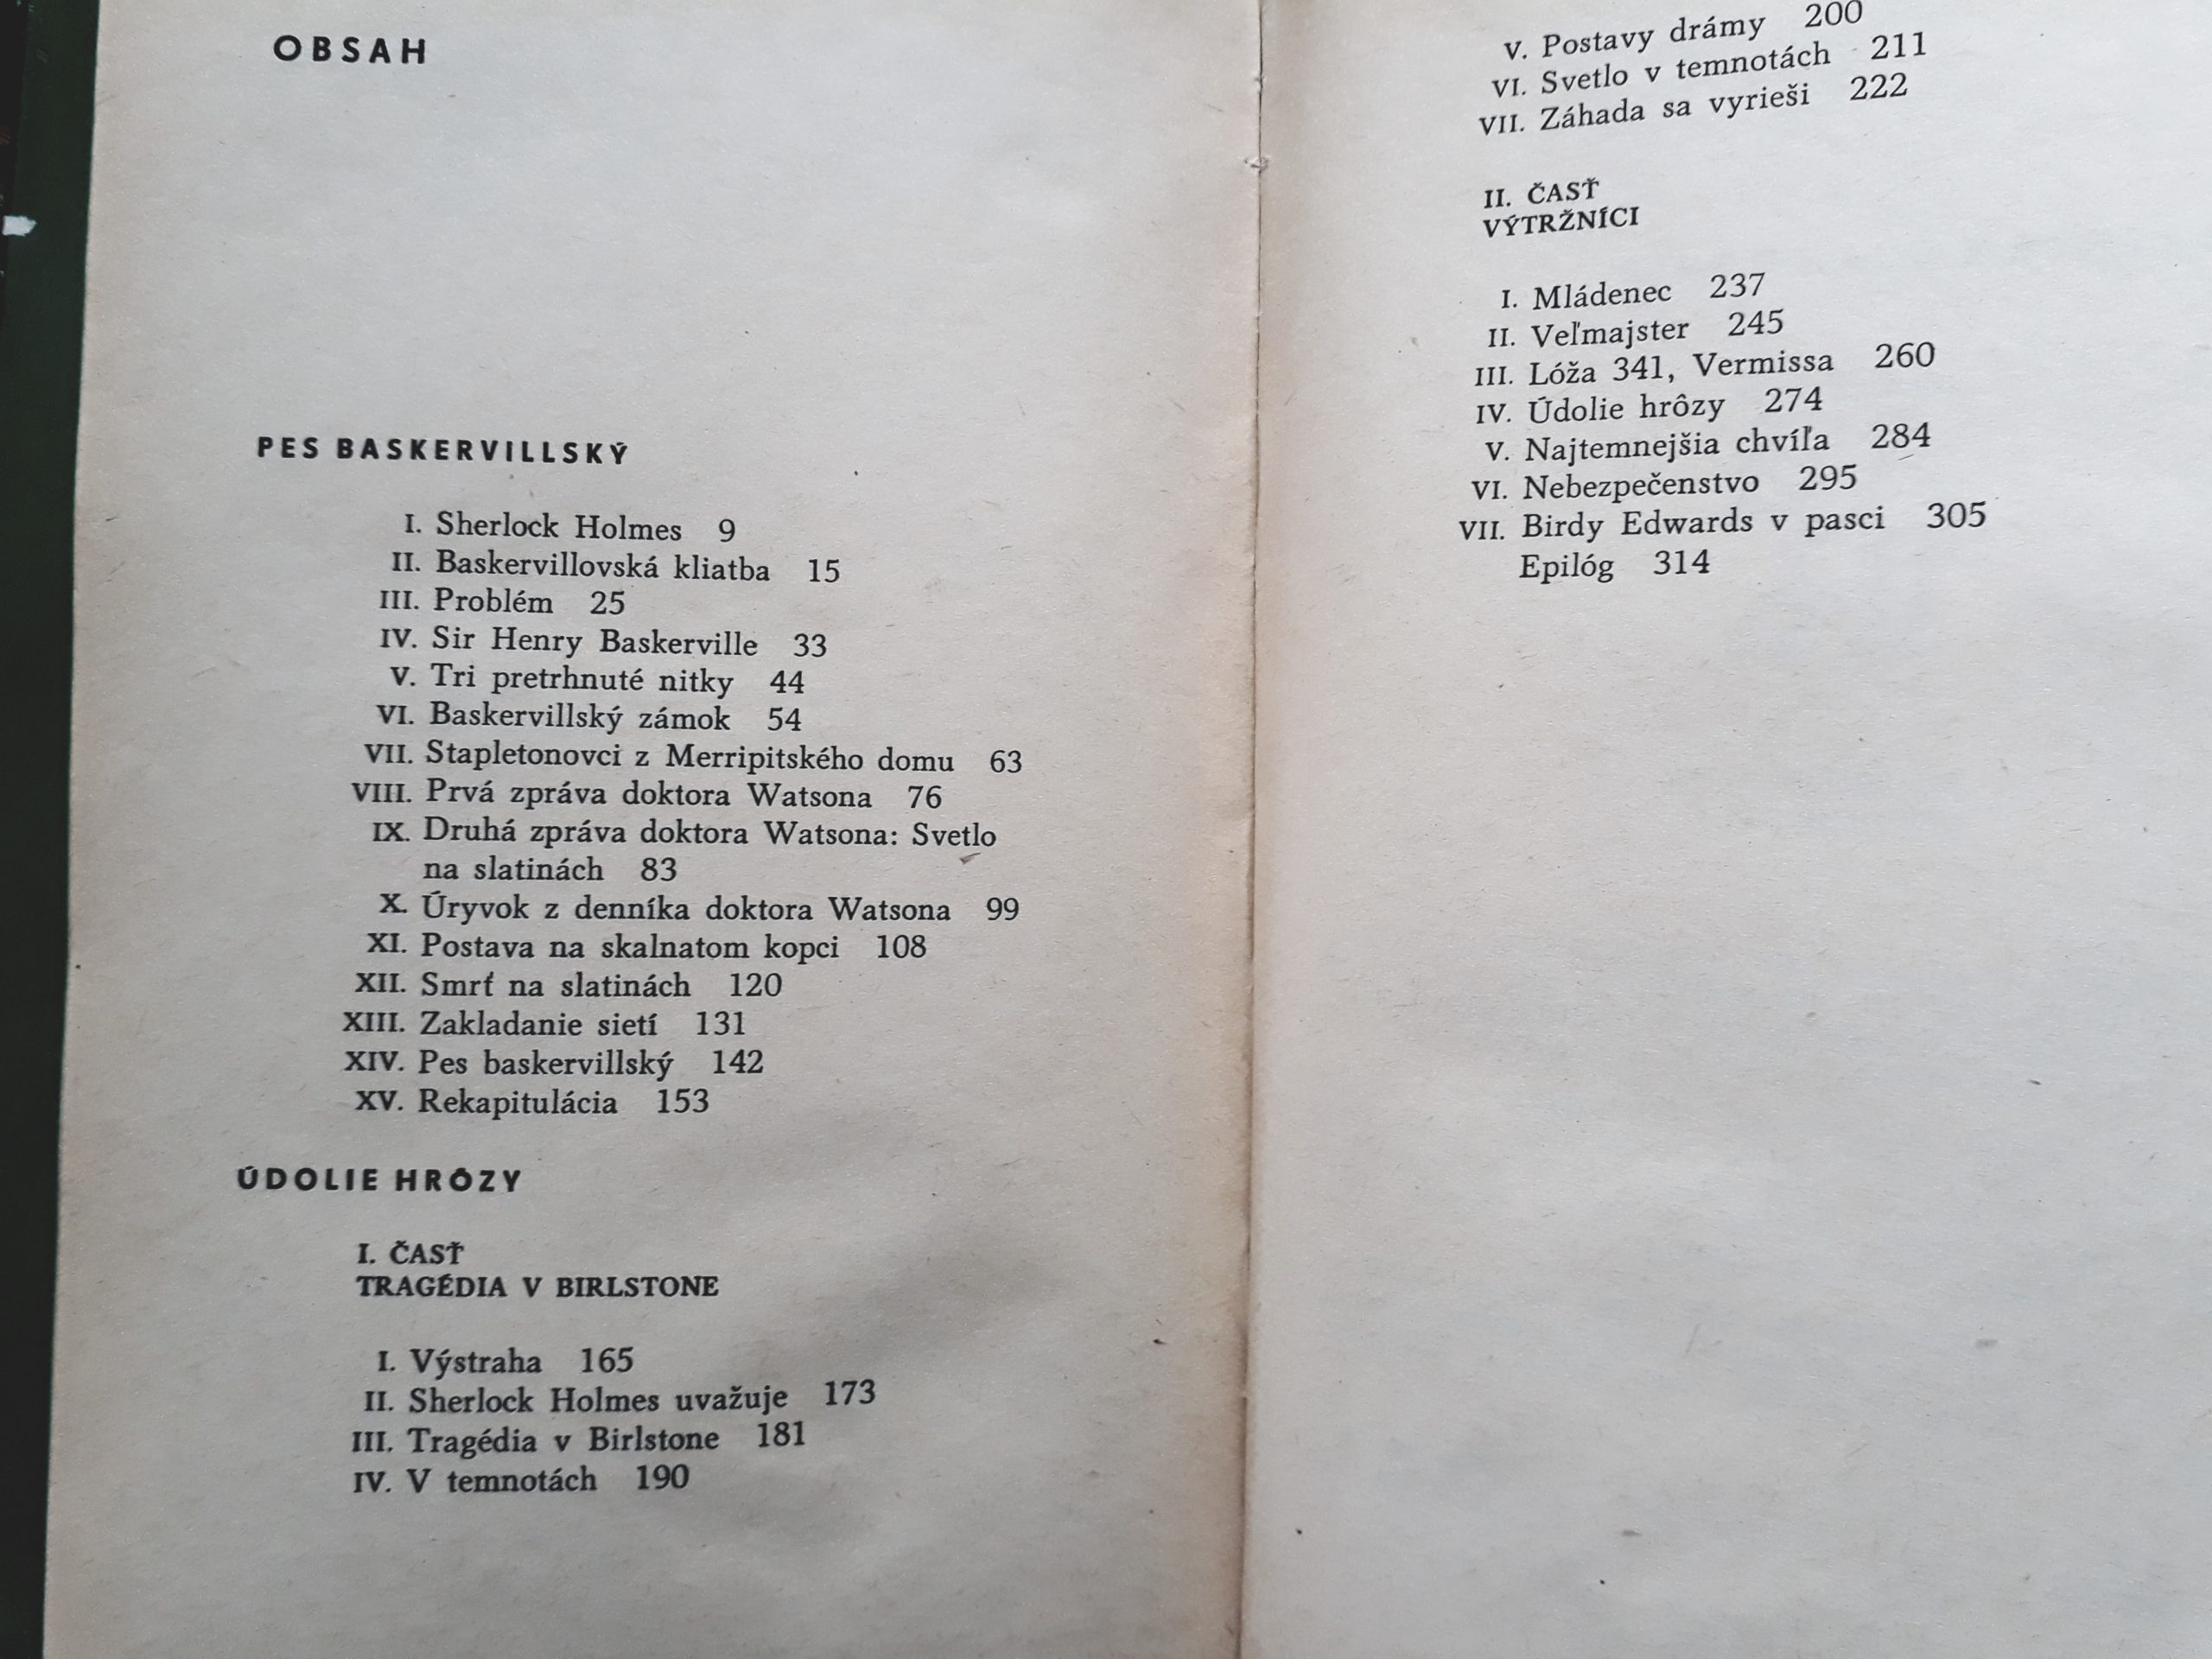 OBSAH
PES BASKERVILLSKÝ
I. Sherlock Holmes 9
II. Baskervillovská kliatba 15
III. Problém 25
IV. Sir Henry Baskerville 33
V. Tri pretrhnuté nitky 44
VI. Baskervillský zámok 54
VII. Stapletonovci z Merripitského domu 63
VIII. Prvá zpráva doktora Watsona 76
IX. Druhá zpráva doktora Watsona: Svetlo
na slatinách 83
X. Úryvok z denníka doktora Watsona 99
XI. Postava na skalnatom kopci 108
XII. Smrť na slatinách 120
XIII. Zakladanie sietí 131
XIV. Pes baskervillský 142
XV. Rekapitulácia 153
ÚDOLIE HRÔZY
I. ČASŤ
TRAGÉDIA V BIRLSTONE
I. Výstraha 165
II. Sherlock Holmes uvažuje 173
III. Tragédia v Birlstone 181
IV. V temnotách 190
V. Postavy drámy 200
VI. Svetlo v temnotách 211
VII. Záhada sa vyrieši 222
II. ČASŤ
VÝTRŽNÍCI
I. Mládenec 237
II. Veľmajster 245
III. Lóža 341, Vermissa 260
IV. Údolie hrôzy 274
V. Najtemnejšia chvíľa 284
VI. Nebezpečenstvo 295
VII. Birdy Edwards v pasci 305
Epilóg 314